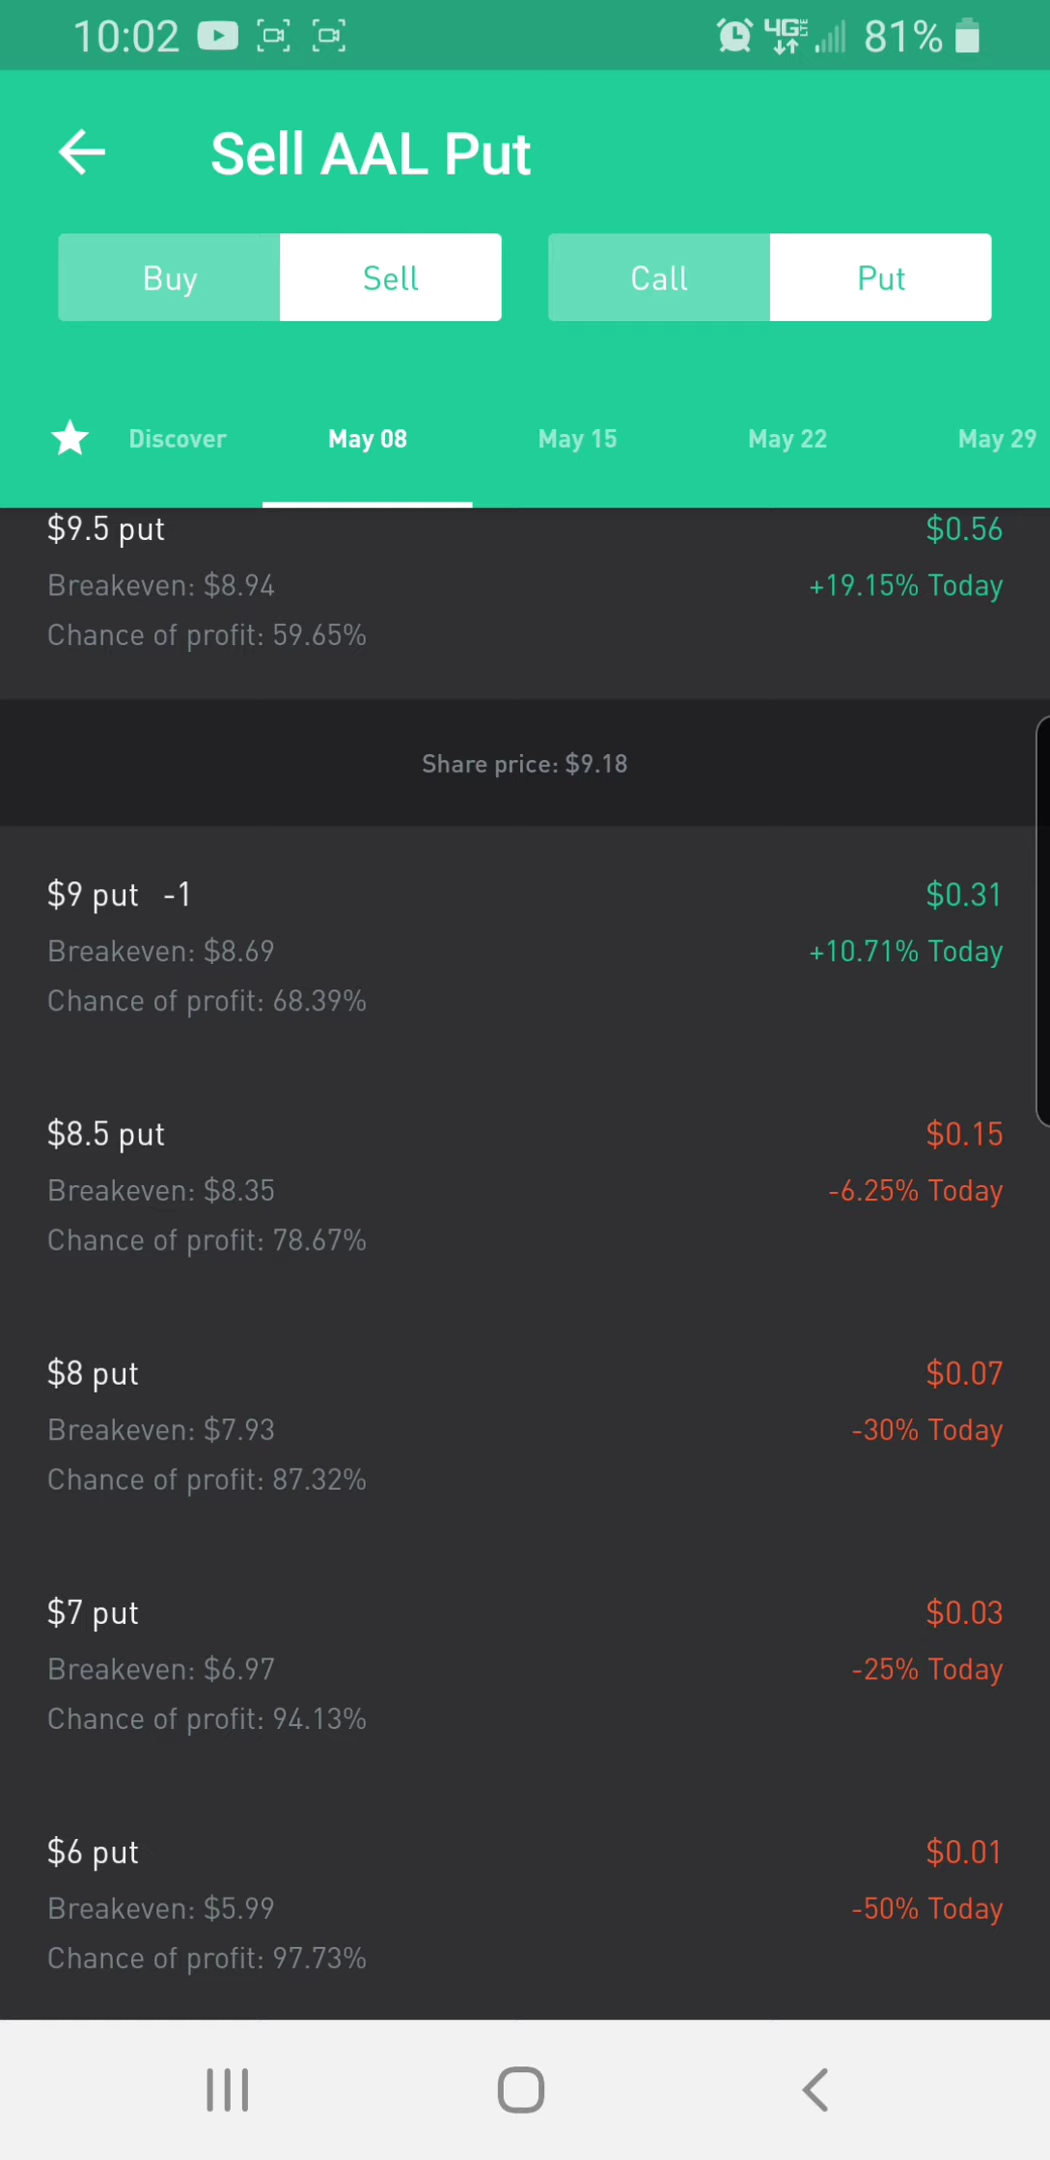 10:02 4G LTE 81%
Sell AAL Put
Buy Sell Call Put
Discover May 08 May 15 May 22 May 29
$9.5 put $0.56
Breakeven: $8.94 +19.15% Today
Chance of profit: 59.65%
Share price: $9.18
$9 put -1 $0.31
Breakeven: $8.69 +10.71% Today
Chance of profit: 68.39%
$8.5 put $0.15
Breakeven: $8.35 -6.25% Today
Chance of profit: 78.67%
$8 put $0.07
Breakeven: $7.93 -30% Today
Chance of profit: 87.32%
$7 put $0.03
Breakeven: $6.97 -25% Today
Chance of profit: 94.13%
$6 put $0.01
Breakeven: $5.99 -50% Today
Chance of profit: 97.73%